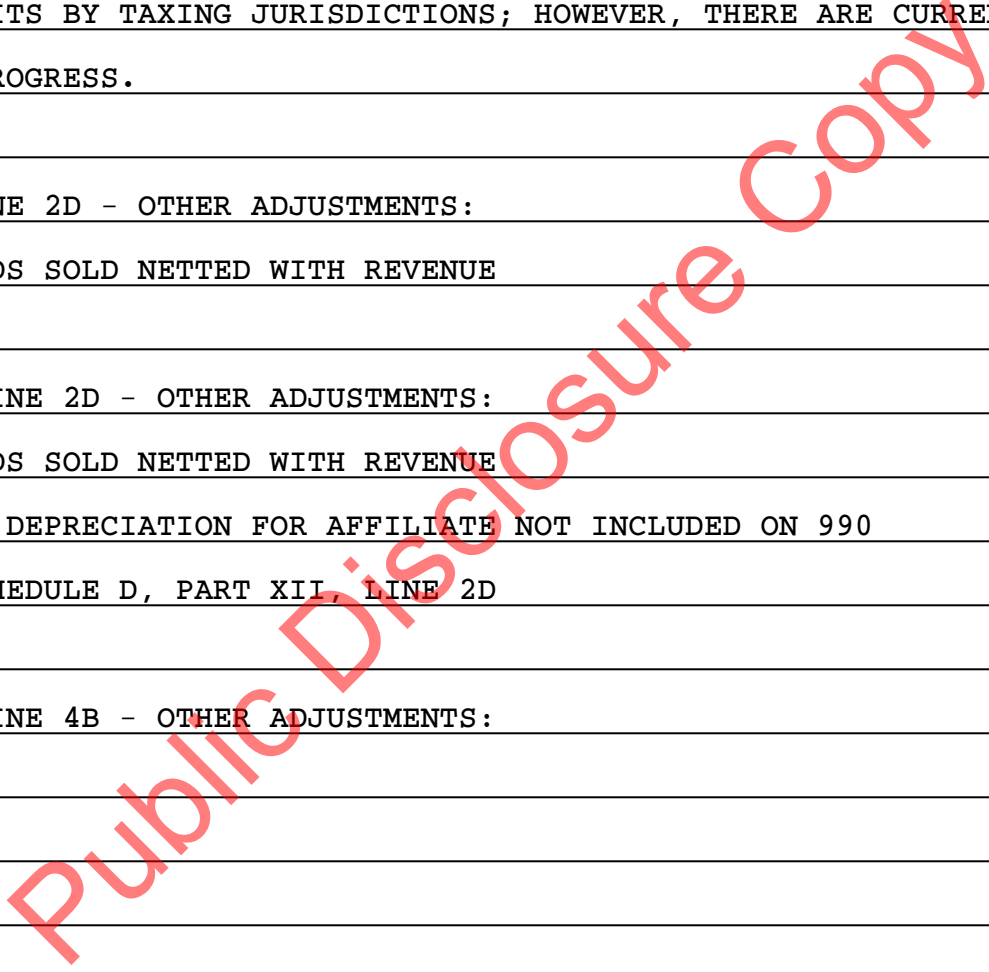 ITS BY TAXING JURISDICTIONS; HOWEVER, THERE ARE
ROGRESS.
NE 2D - OTHER ADJUSTMENTS:
DS SOLD NETTED WITH REVENUE
INE 2D - OTHER ADJUSTMENTS:
DS SOLD NETTED WITH REVENUE
DEPRECIATION FOR AFFILIATE NOT INCLUDED ON 990
HEDULE D, PART XII, LINE 2D
INE 4B - OTHER ADJUSTMENTS:
Public Disclosure Copy